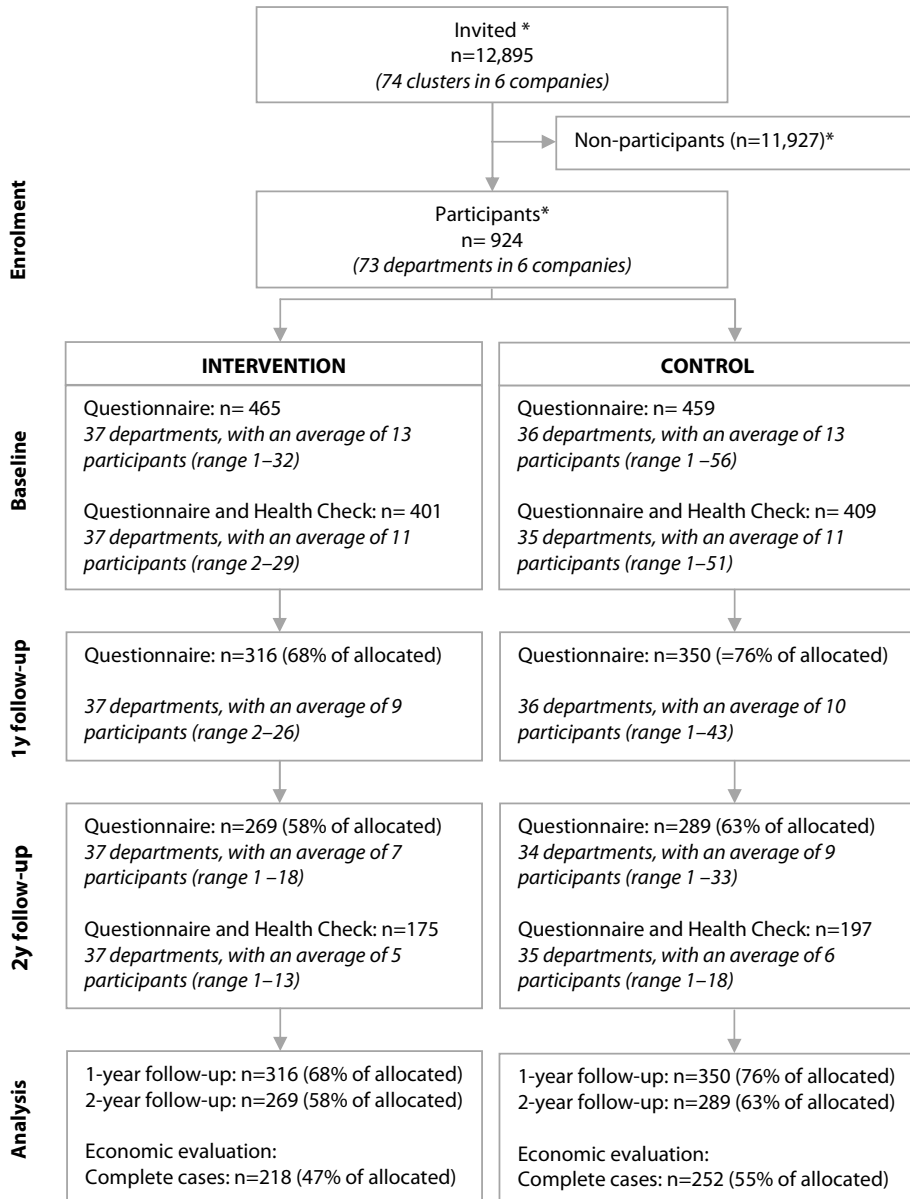 Invited *
n=12,895
(74 clusters in 6 companies)
Non-participants (n=11,927)*
Enrolment
Participants*
n= 924
(73 departments in 6 companies)
INTERVENTION
CONTROL
Baseline
Questionnaire: n= 465
37 departments, with an average of 13
participants (range 1–32)
Questionnaire and Health Check: n= 401
37 departments, with an average of 11
participants (range 2–29)
Questionnaire: n= 459
36 departments, with an average of 13
participants (range 1 –56)
Questionnaire and Health Check: n= 409
35 departments, with an average of 11
participants (range 1–51)
1y follow-up
Questionnaire: n=316 (68% of allocated)
37 departments, with an average of 9
participants (range 2–26)
Questionnaire: n=350 (=76% of allocated)
36 departments, with an average of 10
participants (range 1–43)
2y follow-up
Questionnaire: n=269 (58% of allocated)
37 departments, with an average of 7
participants (range 1 –18)
Questionnaire and Health Check: n=175
37 departments, with an average of 5
participants (range 1–13)
Questionnaire: n=289 (63% of allocated)
34 departments, with an average of 9
participants (range 1 –33)
Questionnaire and Health Check: n=197
35 departments, with an average of 6
participants (range 1–18)
Analysis
1-year follow-up: n=316 (68% of allocated)
2-year follow-up: n=269 (58% of allocated)
Economic evaluation:
Complete cases: n=218 (47% of allocated)
1-year follow-up: n=350 (76% of allocated)
2-year follow-up: n=289 (63% of allocated)
Economic evaluation:
Complete cases: n=252 (55% of allocated)